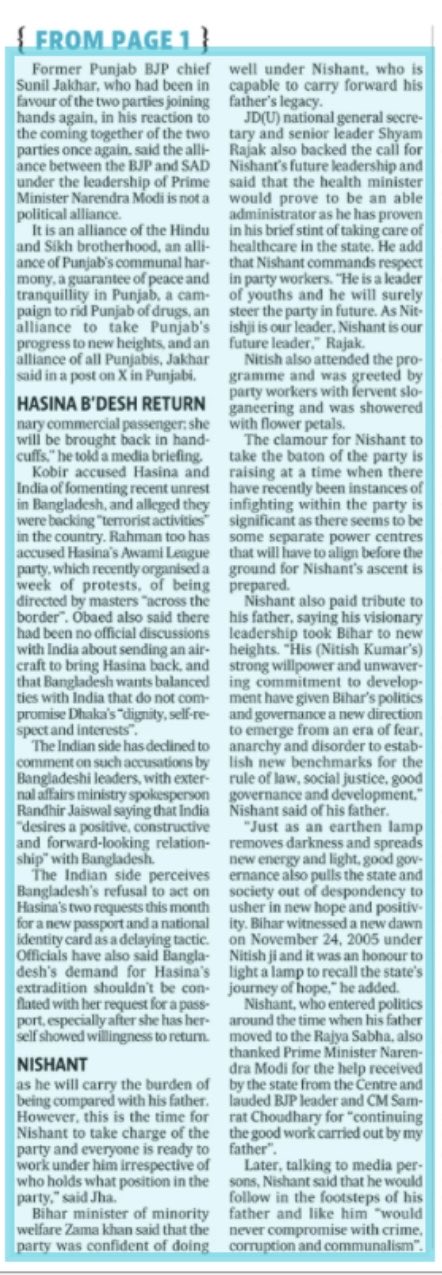 { FROM PAGE 1 }
Former Punjab BJP chief
Sunil Jakhar, who had been in
favour of the two parties joining
hands again, in his reaction to
the coming together of the two
parties once again, said the alli-
ance between the BJP and SAD
under the leadership of Prime
Minister Narendra Modi is not a
political alliance.
It is an alliance of the Hindu
and Sikh brotherhood, an alli-
ance of Punjab's communal har-
mony, a guarantee of peace and
tranquillity in Punjab, a cam-
paign to rid Punjab of drugs, an
alliance to take Punjab's
progress to new heights, and an
alliance of all Punjabis, Jakhar
said in a post on X in Punjabi.
HASINA B'DESH RETURN
nary commercial passenger; she
will be brought back in hand-
cuffs," he told a media briefing.
Kobir accused Hasina and
India of fomenting recent unrest
in Bangladesh, and alleged they
were backing "terrorist activities"
in the country. Rahman too has
accused Hasina's Awami League
party, which recently organised a
week of protests, of being
directed by masters "across the
border". Obaed also said there
had been no official discussions
with India about sending an air-
craft to bring Hasina back, and
that Bangladesh wants balanced
ties with India that do not com-
promise Dhaka's "dignity, self-re-
spect and interests".
The Indian side has declined to
comment on such accusations by
Bangladeshi leaders, with exter-
nal affairs ministry spokesperson
Randhir Jaiswal saying that India
"desires a positive, constructive
and forward-looking relation-
ship" with Bangladesh.
The Indian side perceives
Bangladesh's refusal to act on
Hasina's two requests this month
for a new passport and a national
identity card as a delaying tactic.
Officials have also said Bangla-
desh's demand for Hasina's
extradition shouldn't be con-
flated with her request for a pass-
port, especially after she has her-
self showed willingness to return.
NISHANT
as he will carry the burden of
being compared with his father.
However, this is the time for
Nishant to take charge of the
party and everyone is ready to
work under him irrespective of
who holds what position in the
party," said Jha.
Bihar minister of minority
welfare Zama khan said that the
party was confident of doing
well under Nishant, who is
capable to carry forward his
father's legacy.
JD(U) national general secre-
tary and senior leader Shyam
Rajak also backed the call for
Nishant's future leadership and
said that the health minister
would prove to be an able
administrator as he has proven
in his brief stint of taking care of
healthcare in the state. He add
that Nishant commands respect
in party workers. "He is a leader
of youths and he will surely
steer the party in future. As Nit-
ishji is our leader, Nishant is our
future leader," Rajak.
Nitish also attended the pro-
gramme and was greeted by
party workers with fervent slo-
ganeering and was showered
with flower petals.
The clamour for Nishant to
take the baton of the party is
raising at a time when there
have recently been instances of
infighting within the party is
significant as there seems to be
some separate power centres
that will have to align before the
ground for Nishant's ascent is
prepared.
Nishant also paid tribute to
his father, saying his visionary
leadership took Bihar to new
heights. "His (Nitish Kumar's)
strong willpower and unwaver-
ing commitment to develop-
ment have given Bihar's politics
and governance a new direction
to emerge from an era of fear,
anarchy and disorder to estab-
lish new benchmarks for the
rule of law, social justice, good
governance and development,"
Nishant said of his father.
"Just as an earthen lamp
removes darkness and spreads
new energy and light, good gov-
ernance also pulls the state and
society out of despondency to
usher in new hope and positiv-
ity. Bihar witnessed a new dawn
on November 24, 2005 under
Nitish ji and it was an honour to
light a lamp to recall the state's
journey of hope," he added.
Nishant, who entered politics
around the time when his father
moved to the Rajya Sabha, also
thanked Prime Minister Naren-
dra Modi for the help received
by the state from the Centre and
lauded BJP leader and CM Sam-
rat Choudhary for "continuing
the good work carried out by my
father".
Later, talking to media per-
sons, Nishant said that he would
follow in the footsteps of his
father and like him "would
never compromise with crime,
corruption and communalism".